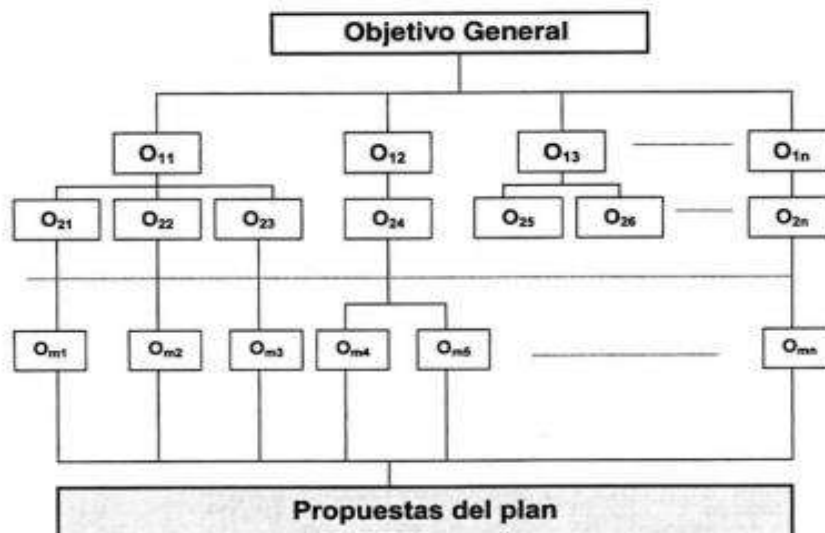 Objetivo General
O11 O12 O13 O1n
O21 O22 O23 O24 O25 O26 O2n
Om1 Om2 Om3 Om4 Om5 Omn
Propuestas del plan